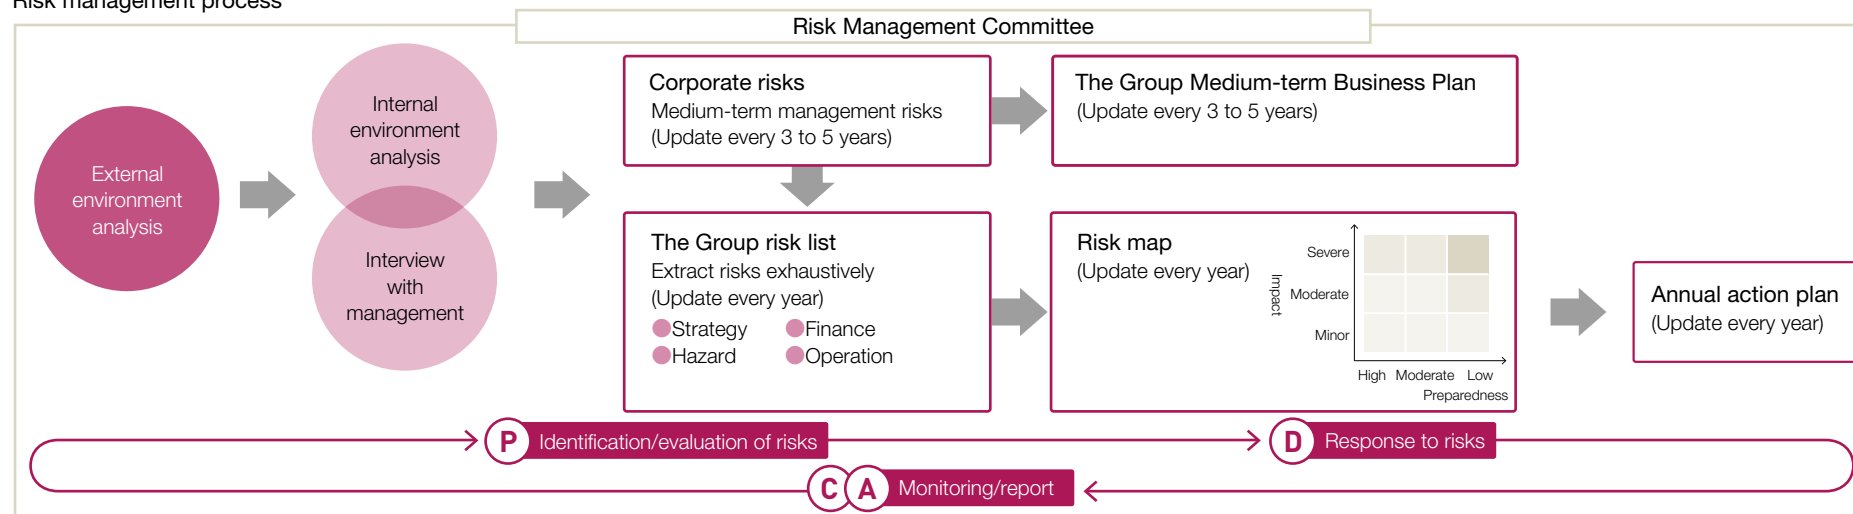 Risk management process
Risk Management Committee
External
environment
analysis
Internal
environment
analysis
Interview
with
management
Corporate risks
Medium-term management risks
(Update every 3 to 5 years)
The Group Medium-term Business Plan
(Update every 3 to 5 years)
The Group risk list
Extract risks exhaustively
(Update every year)
Strategy
Finance
Hazard
Operation
Risk map
(Update every year)
Impact
Severe
Moderate
Minor
High Moderate Low
Preparedness
Annual action plan
(Update every year)
P Identification/evaluation of risks
D Response to risks
C A Monitoring/report